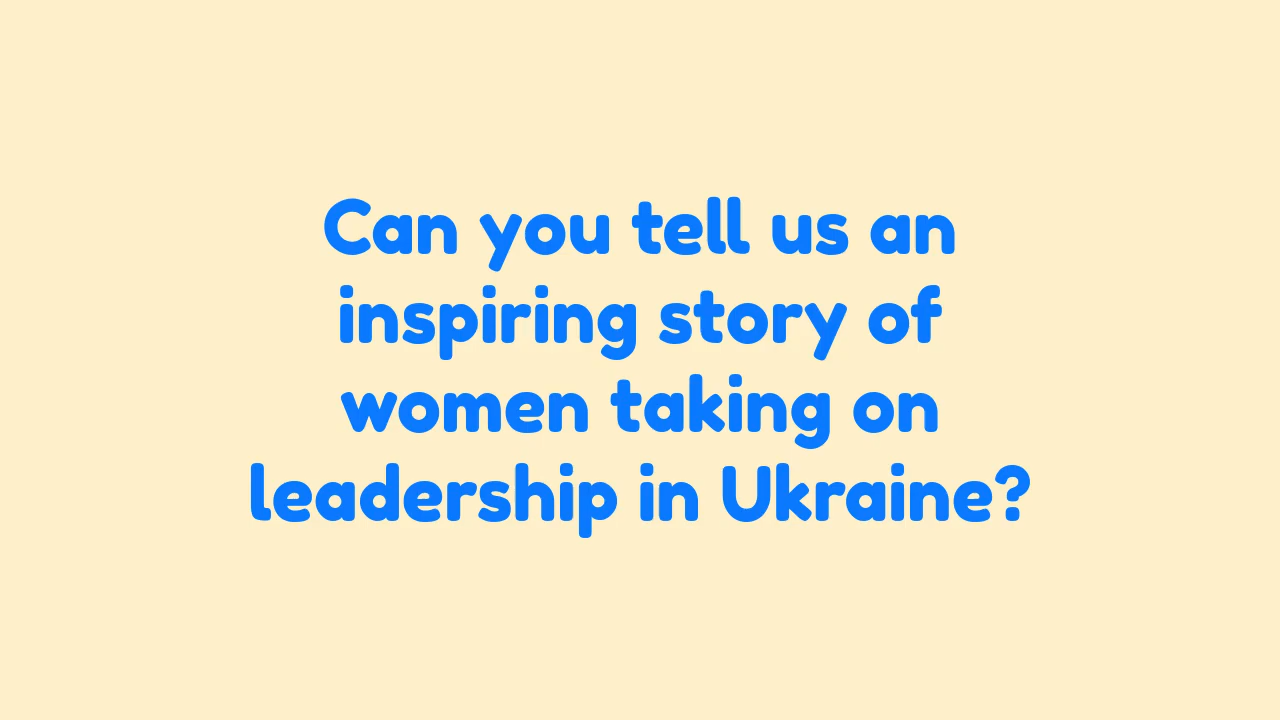 Can you tell us an
inspiring story of
women taking on
leadership in Ukraine?